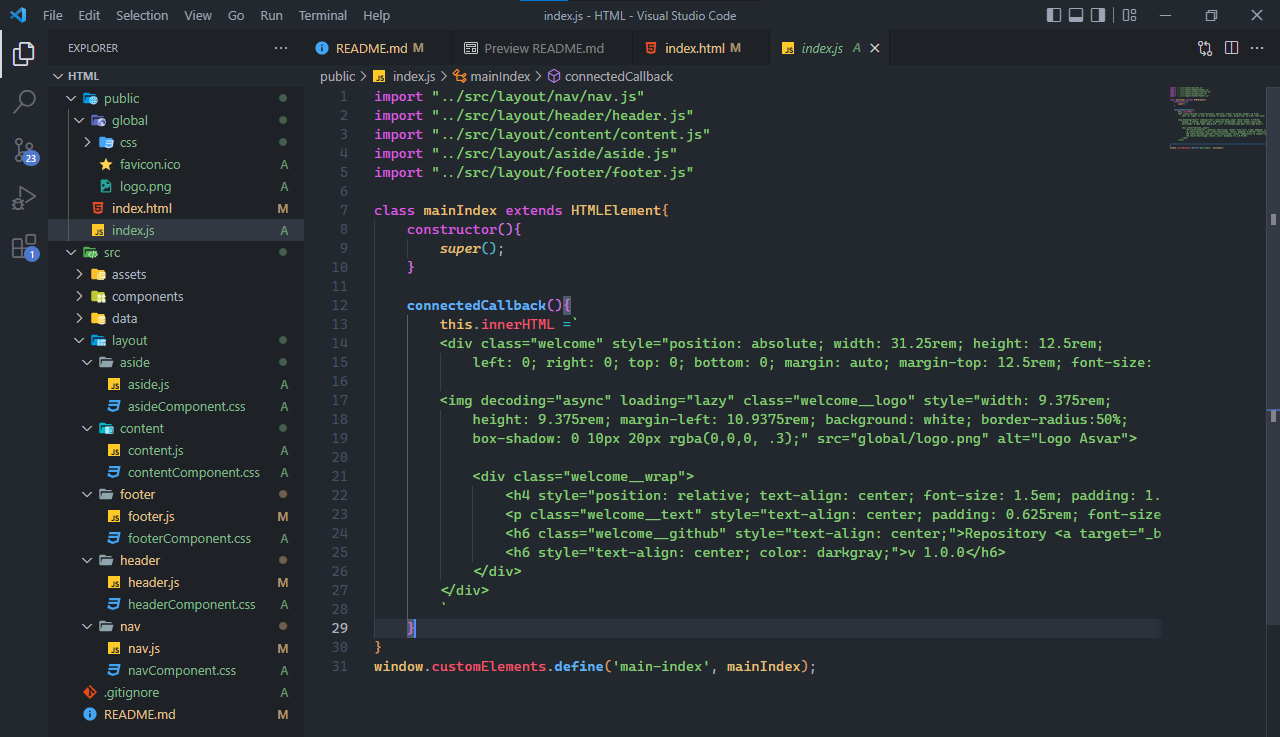 File Edit Selection View Go Run Terminal Help index.js - HTML - Visual Studio Code
EXPLORER
README.md M Preview README.md index.html M index.js A
HTML
public > index.js > mainIndex > connectedCallback
public
global
css
favicon.ico A
logo.png A
index.html M
index.js A
src
assets
components
data
layout
aside
aside.js A
asideComponent.css A
content
content.js A
contentComponent.css A
footer
footer.js M
footerComponent.css A
header
header.js M
headerComponent.css A
nav
nav.js M
navComponent.css A
.gitignore A
README.md M
23
1
1 import "../src/layout/nav/nav.js"
2 import "../src/layout/header/header.js"
3 import "../src/layout/content/content.js"
4 import "../src/layout/aside/aside.js"
5 import "../src/layout/footer/footer.js"
6
7 class mainIndex extends HTMLElement{
8 constructor(){
9 super();
10 }
11
12 connectedCallback(){
13 this.innerHTML =`
14 <div class="welcome" style="position: absolute; width: 31.25rem; height: 12.5rem;
15 left: 0; right: 0; top: 0; bottom: 0; margin: auto; margin-top: 12.5rem; font-size:
16
17 <img decoding="async" loading="lazy" class="welcome__logo" style="width: 9.375rem;
18 height: 9.375rem; margin-left: 10.9375rem; background: white; border-radius:50%;
19 box-shadow: 0 10px 20px rgba(0,0,0, .3);" src="global/logo.png" alt="Logo Asvar">
20
21 <div class="welcome__wrap">
22 <h4 style="position: relative; text-align: center; font-size: 1.5em; padding: 1.
23 <p class="welcome__text" style="text-align: center; padding: 0.625rem; font-size
24 <h6 class="welcome__github" style="text-align: center;">Repository <a target="_b
25 <h6 style="text-align: center; color: darkgray;">v 1.0.0</h6>
26 </div>
27 </div>
28 `
29 }
30 }
31 window.customElements.define('main-index', mainIndex);